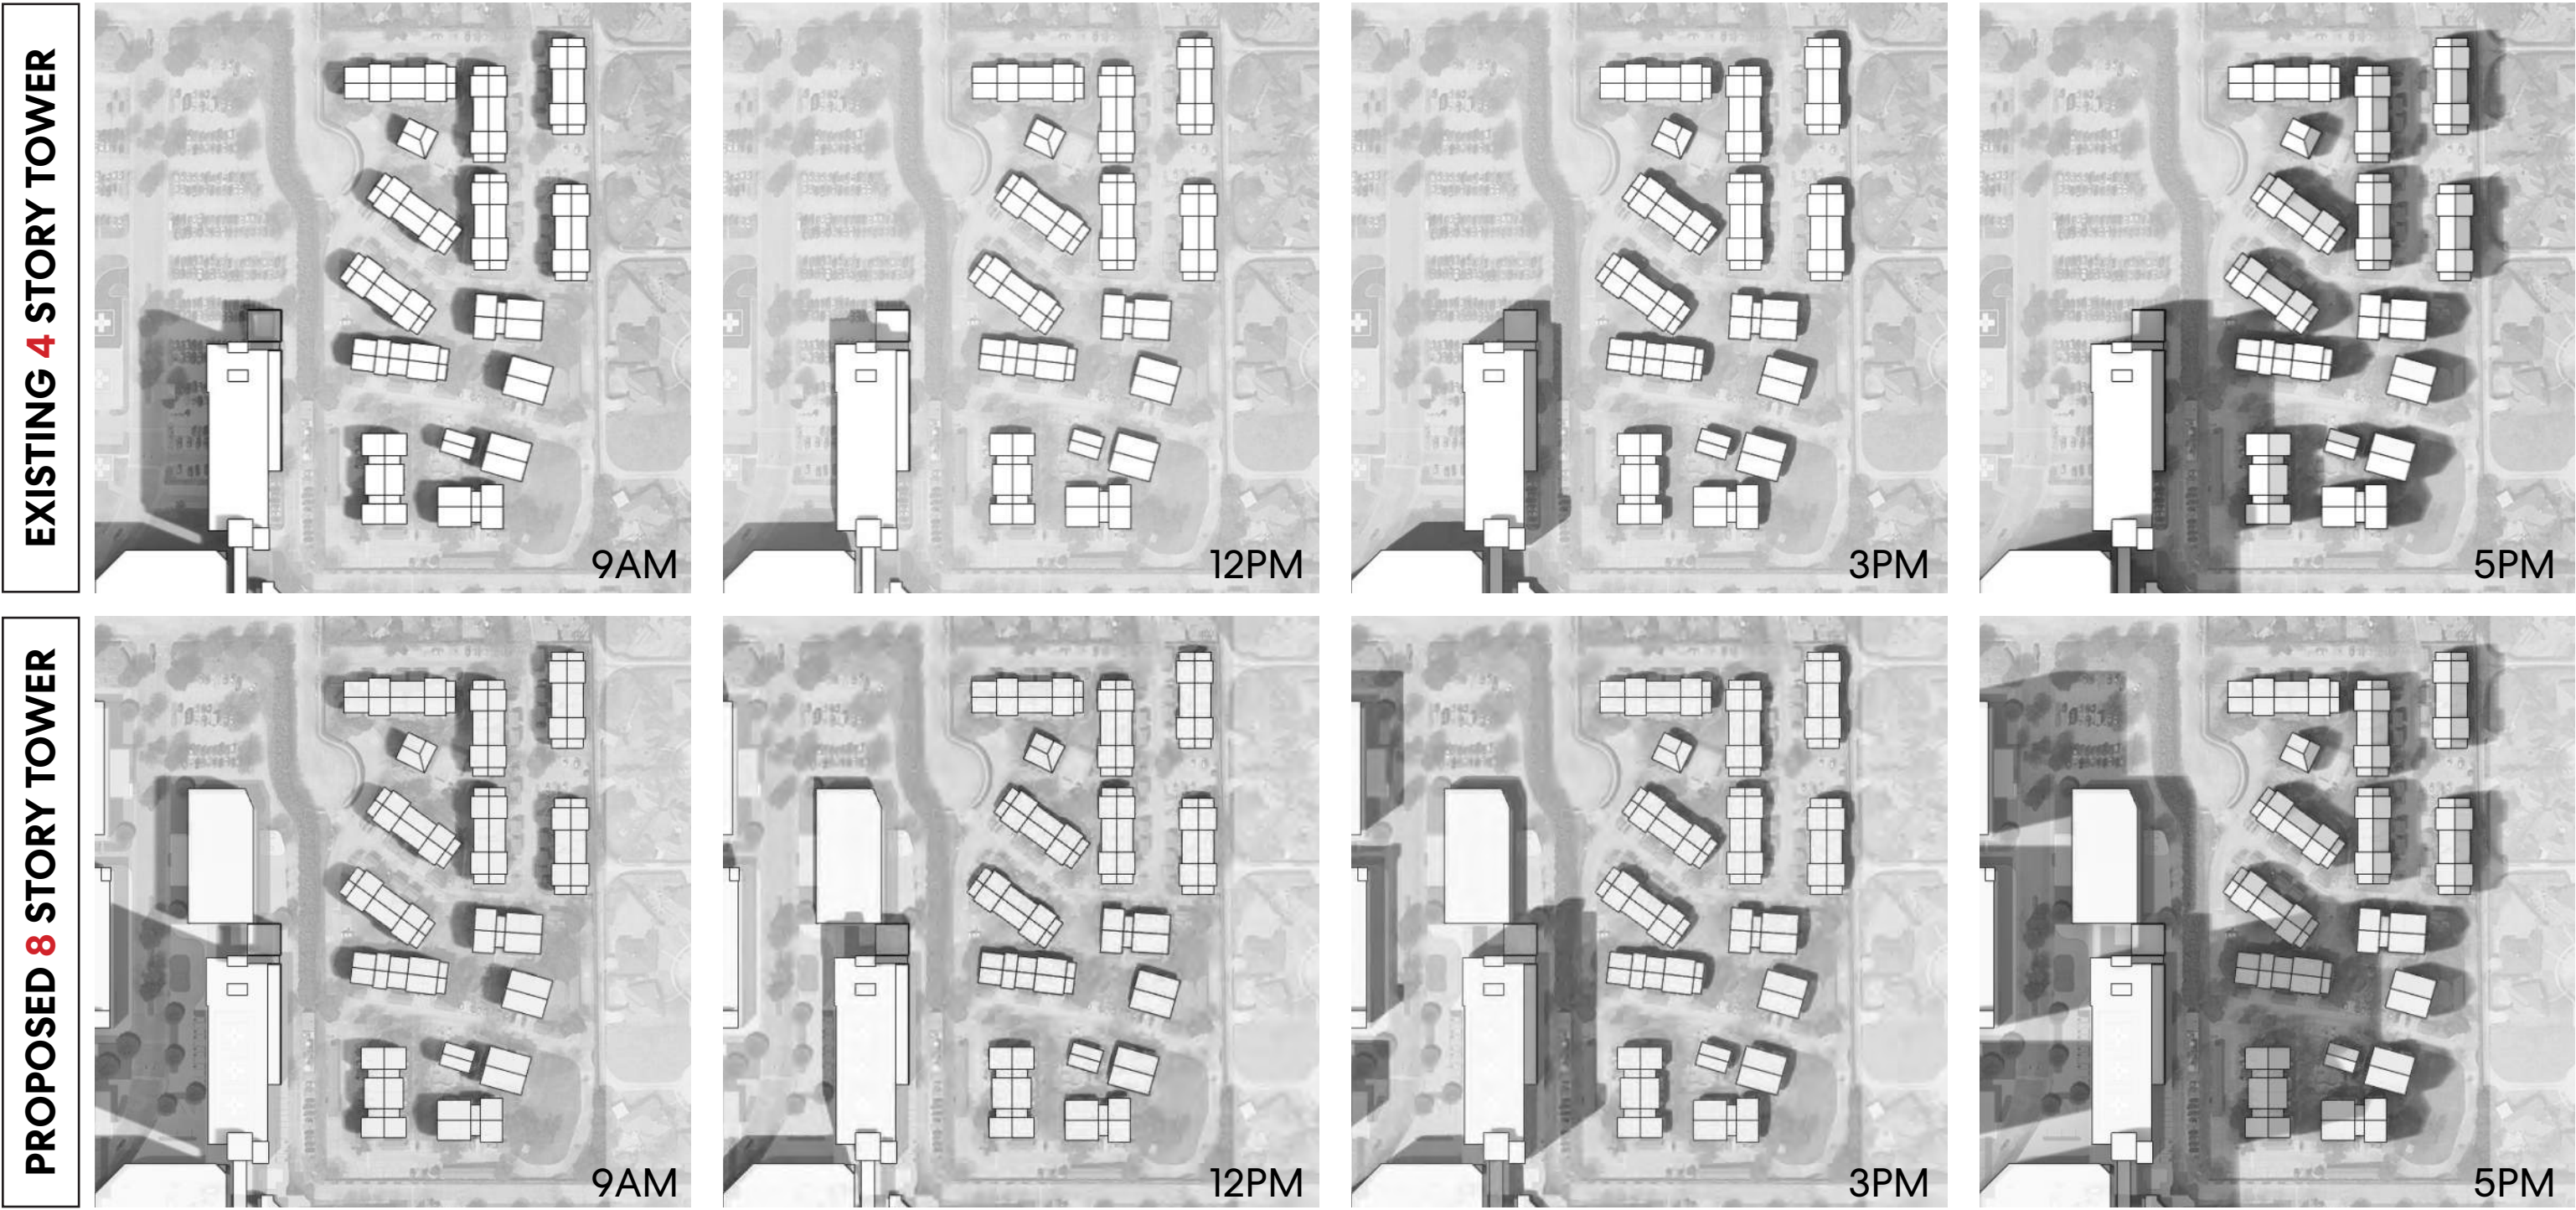 EXISTING 4 STORY TOWER
9AM
12PM
3PM
5PM
PROPOSED 8 STORY TOWER
9AM
12PM
3PM
5PM